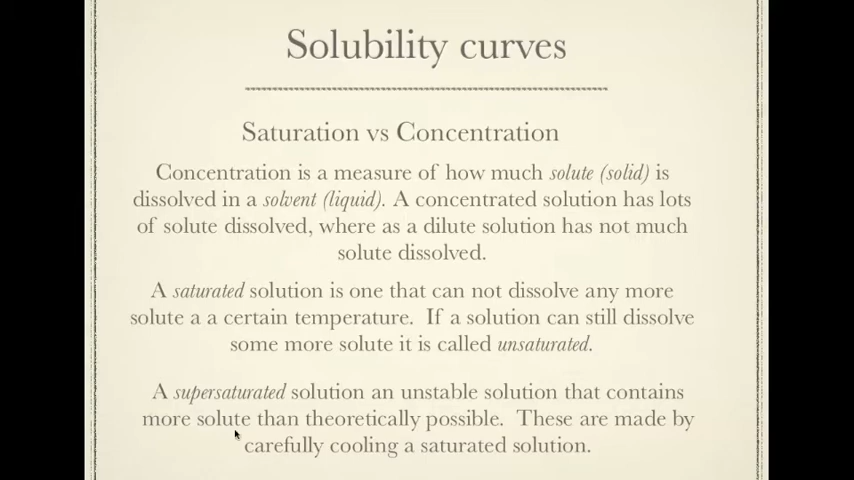 Solubility curves
Saturation vs Concentration
Concentration is a measure of how much solute (solid) is
dissolved in a solvent (liquid). A concentrated solution has lots
of solute dissolved, where as a dilute solution has not much
solute dissolved.
A saturated solution is one that can not dissolve any more
solute a a certain temperature. If a solution can still dissolve
some more solute it is called unsaturated.
A supersaturated solution an unstable solution that contains
more solute than theoretically possible. These are made by
carefully cooling a saturated solution.